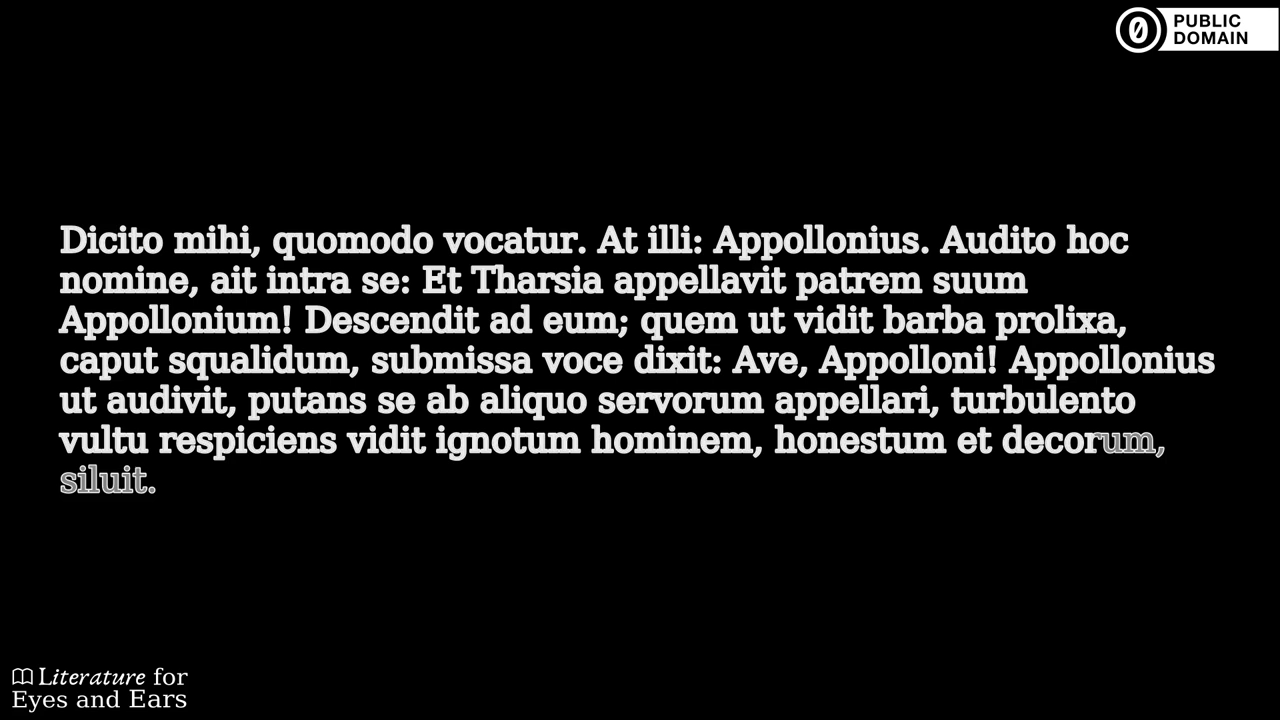 PUBLIC
DOMAIN
Dicito mihi, quomodo vocatur. At illi: Appollonius. Audito hoc
nomine, ait intra se: Et Tharsia appellavit patrem suum
Appollonium! Descendit ad eum; quem ut vidit barba prolixa,
caput squalidum, submissa voce dixit: Ave, Appolloni! Appollonius
ut audivit, putans se ab aliquo servorum appellari, turbulento
vultu respiciens vidit ignotum hominem, honestum et decorum,
siluit.
Literature for
Eyes and Ears